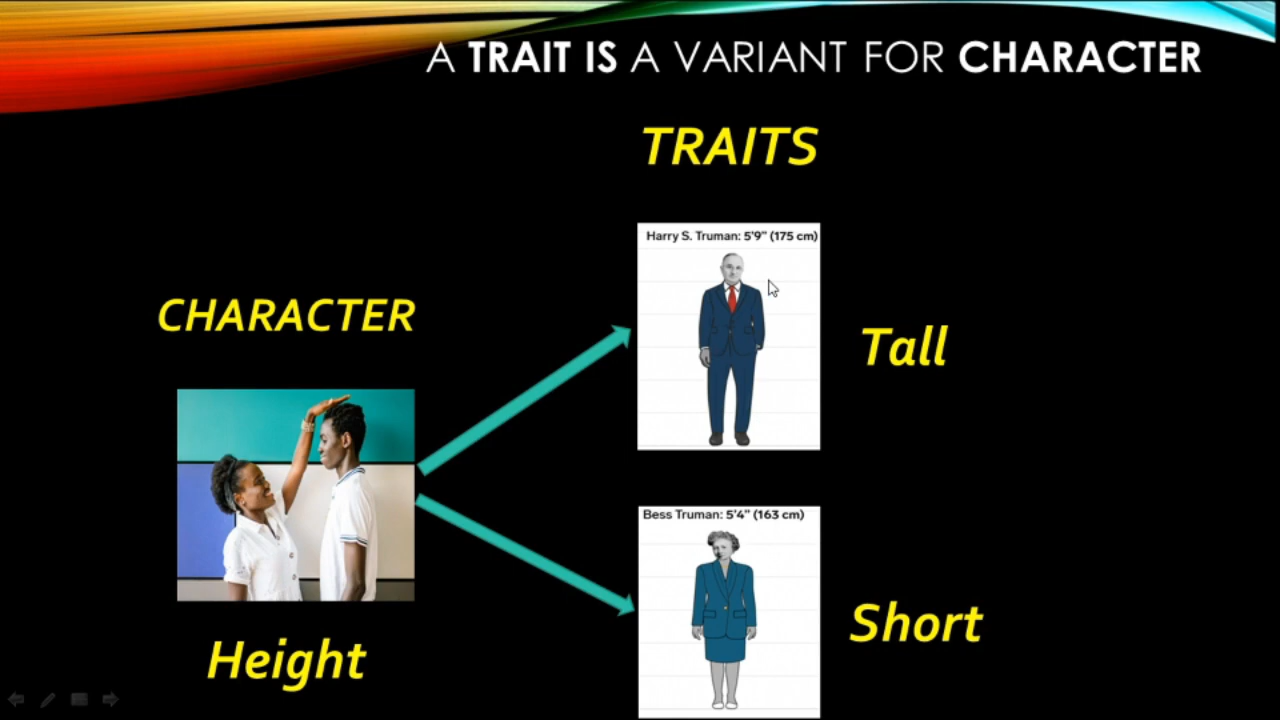 A TRAIT IS A VARIANT FOR CHARACTER
TRAITS
Harry S. Truman: 5'9" (175 cm)
CHARACTER
Tall
Bess Truman: 5'4" (163 cm)
Short
Height